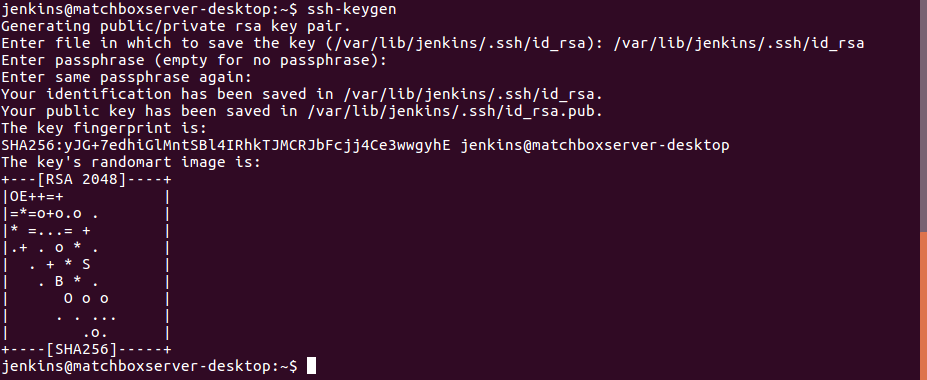 jenkins@matchboxserver-desktop:~$ ssh-keygen
Generating public/private rsa key pair.
Enter file in which to save the key (/var/lib/jenkins/.ssh/id_rsa): /var/lib/jenkins/.ssh/id_rsa
Enter passphrase (empty for no passphrase):
Enter same passphrase again:
Your identification has been saved in /var/lib/jenkins/.ssh/id_rsa.
Your public key has been saved in /var/lib/jenkins/.ssh/id_rsa.pub.
The key fingerprint is:
SHA256:yJG+7edhiGlMntSBl4IRhkTJMCRJbFcjj4Ce3wwgyhE jenkins@matchboxserver-desktop
The key's randomart image is:
+---[RSA 2048]----+
|OE++=+           |
|=*=o+o.o .       |
|* =...= +        |
|.+ . o * .       |
|  . + * S        |
|   . B * .       |
|      O o o      |
|     . . ...     |
|        .o.      |
+----[SHA256]-----+
jenkins@matchboxserver-desktop:~$